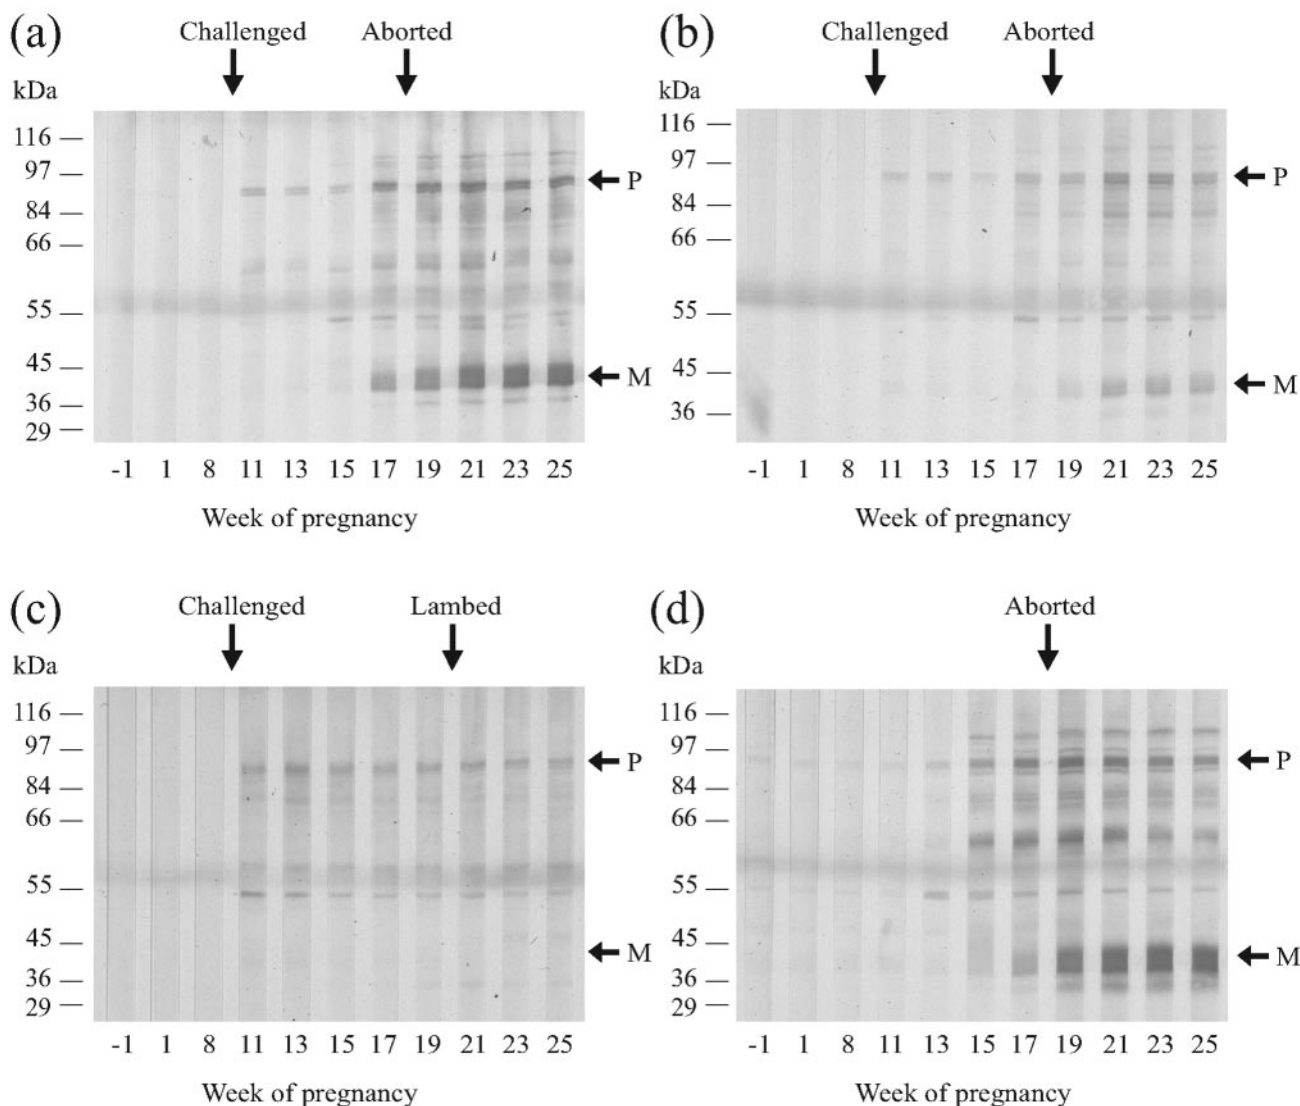 (a)
Challenged Aborted
kDa
116
97
84
66
55
45
36
29
P
M
-1 1 8 11 13 15 17 19 21 23 25
Week of pregnancy
(b)
Challenged Aborted
kDa
116
97
84
66
55
45
36
P
M
-1 1 8 11 13 15 17 19 21 23 25
Week of pregnancy
(c)
Challenged Lambed
kDa
116
97
84
66
55
45
36
29
P
M
-1 1 8 11 13 15 17 19 21 23 25
Week of pregnancy
(d)
Aborted
kDa
116
97
84
66
55
45
36
29
P
M
-1 1 8 11 13 15 17 19 21 23 25
Week of pregnancy